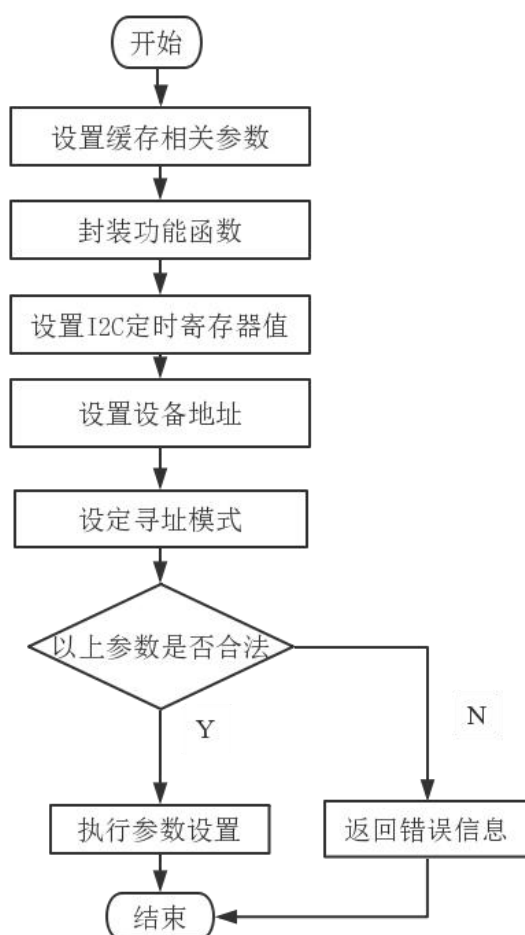 开始
设置缓存相关参数
封装功能函数
设置I2C定时寄存器值
设置设备地址
设定寻址模式
以上参数是否合法
Y
N
执行参数设置
返回错误信息
结束